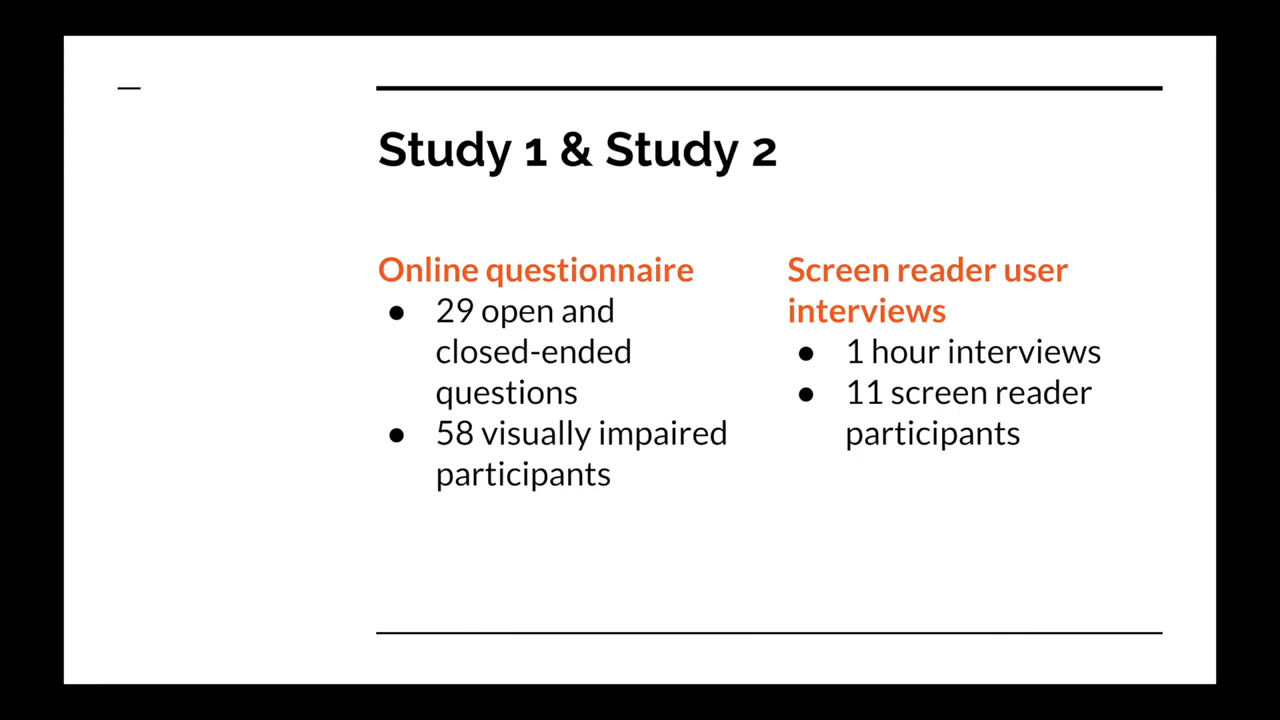 Study 1 & Study 2
Online questionnaire
● 29 open and
closed-ended
questions
● 58 visually impaired
participants
Screen reader user
interviews
● 1 hour interviews
● 11 screen reader
participants